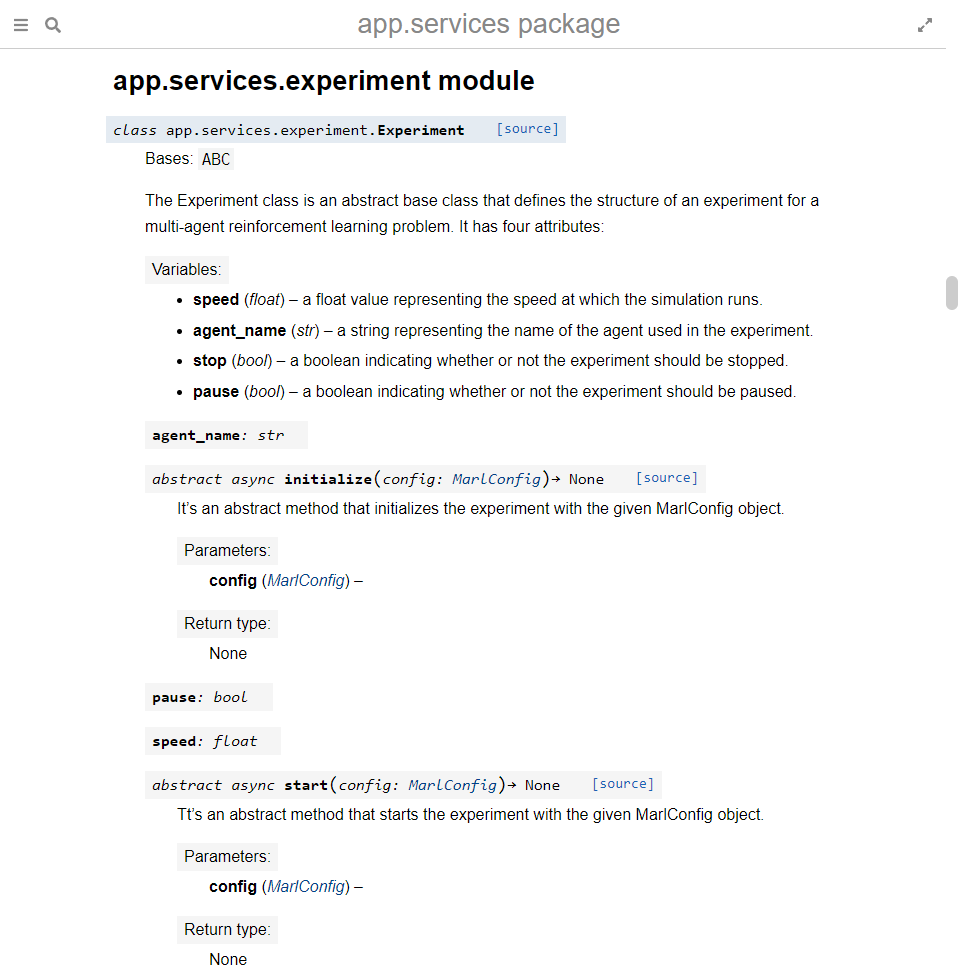 app.services package
app.services.experiment module
class app.services.experiment.Experiment [source]
Bases: ABC
The Experiment class is an abstract base class that defines the structure of an experiment for a
multi-agent reinforcement learning problem. It has four attributes:
Variables:
• speed (float) – a float value representing the speed at which the simulation runs.
• agent_name (str) – a string representing the name of the agent used in the experiment.
• stop (bool) – a boolean indicating whether or not the experiment should be stopped.
• pause (bool) – a boolean indicating whether or not the experiment should be paused.
agent_name: str
abstract async initialize(config: MarlConfig)→ None [source]
It’s an abstract method that initializes the experiment with the given MarlConfig object.
Parameters:
config (MarlConfig) –
Return type:
None
pause: bool
speed: float
abstract async start(config: MarlConfig)→ None [source]
Tt’s an abstract method that starts the experiment with the given MarlConfig object.
Parameters:
config (MarlConfig) –
Return type:
None